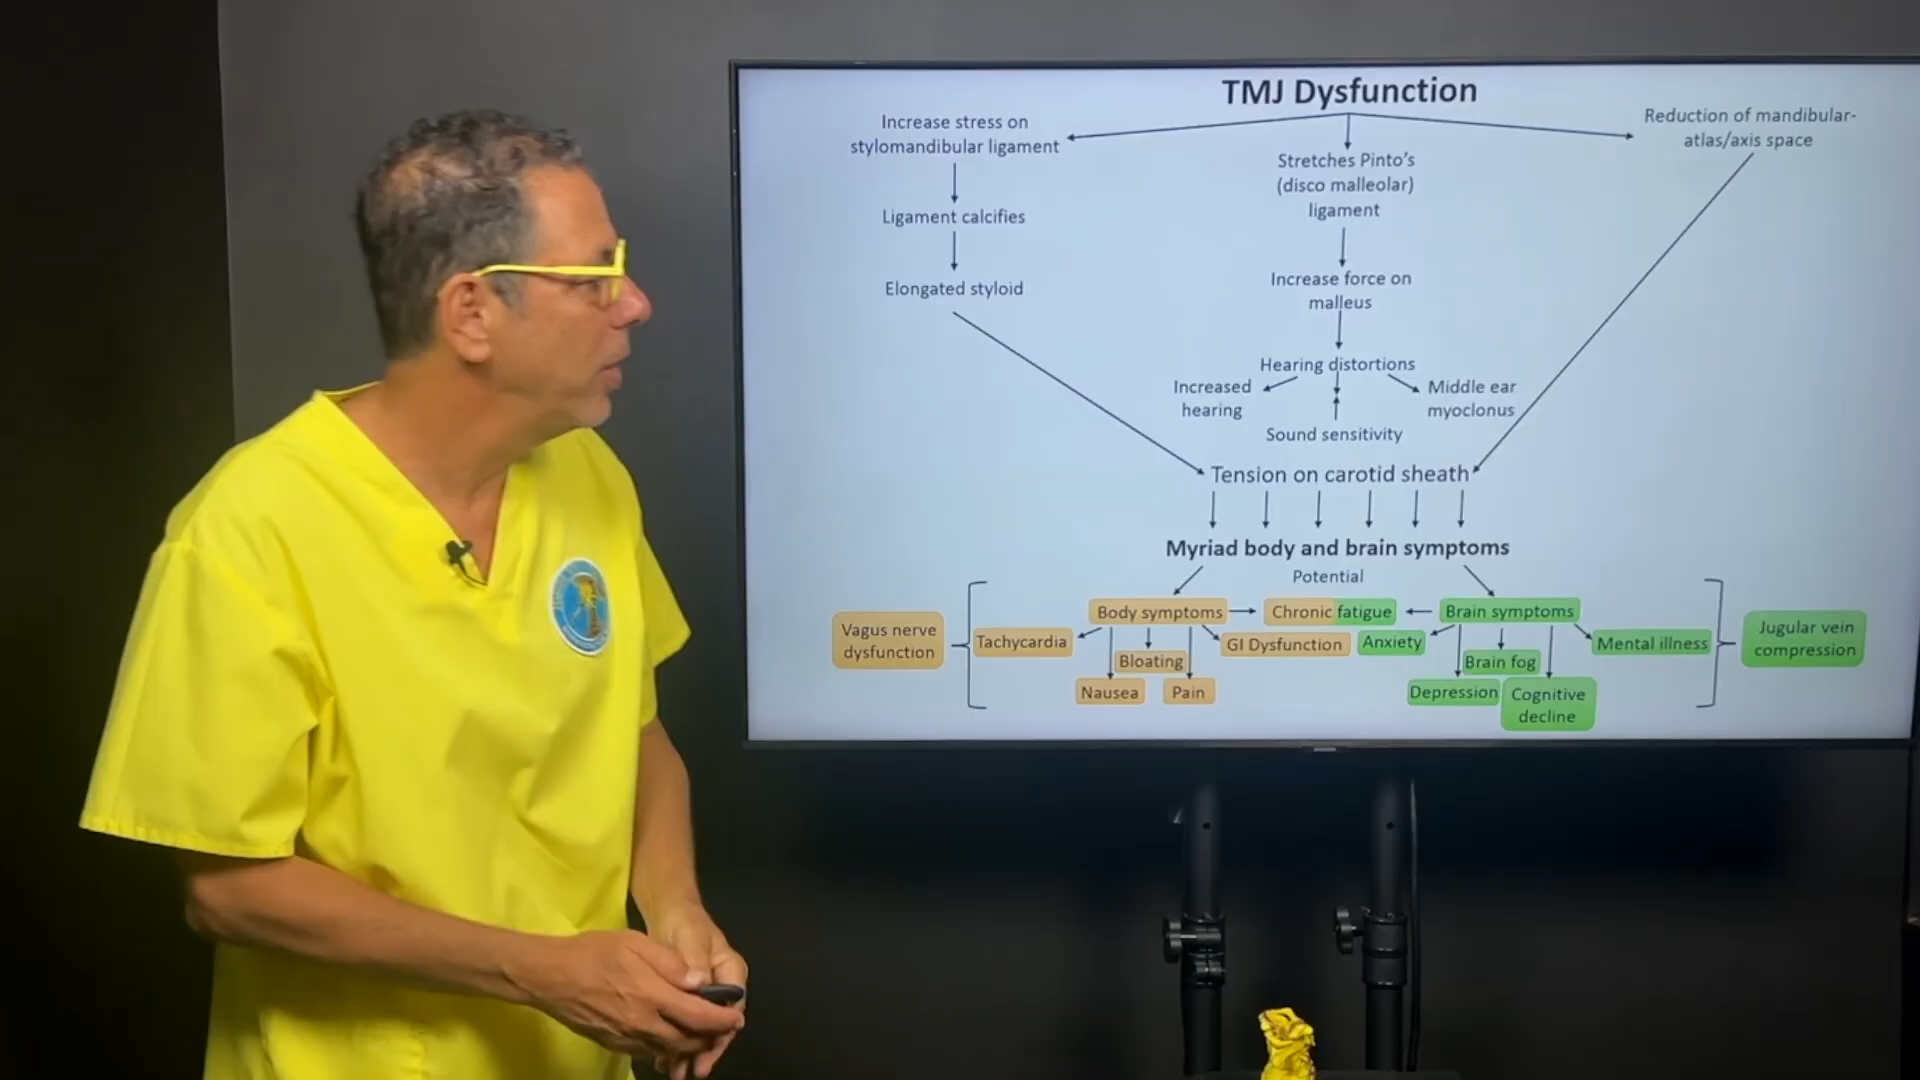 TMJ Dysfunction
Increase stress on
stylomandibular ligament
Ligament calcifies
Elongated styloid
Stretches Pinto's
(disco malleolar)
ligament
Increase force on
malleus
Hearing distortions
Increased
hearing
Middle ear
myoclonus
Sound sensitivity
Reduction of mandibular-
atlas/axis space
Tension on carotid sheath
Myriad body and brain symptoms
Potential
Vagus nerve
dysfunction
Body symptoms
Chronic fatigue
Brain symptoms
Tachycardia
Bloating
GI Dysfunction
Nausea
Pain
Anxiety
Brain fog
Mental illness
Depression
Cognitive
decline
Jugular vein
compression